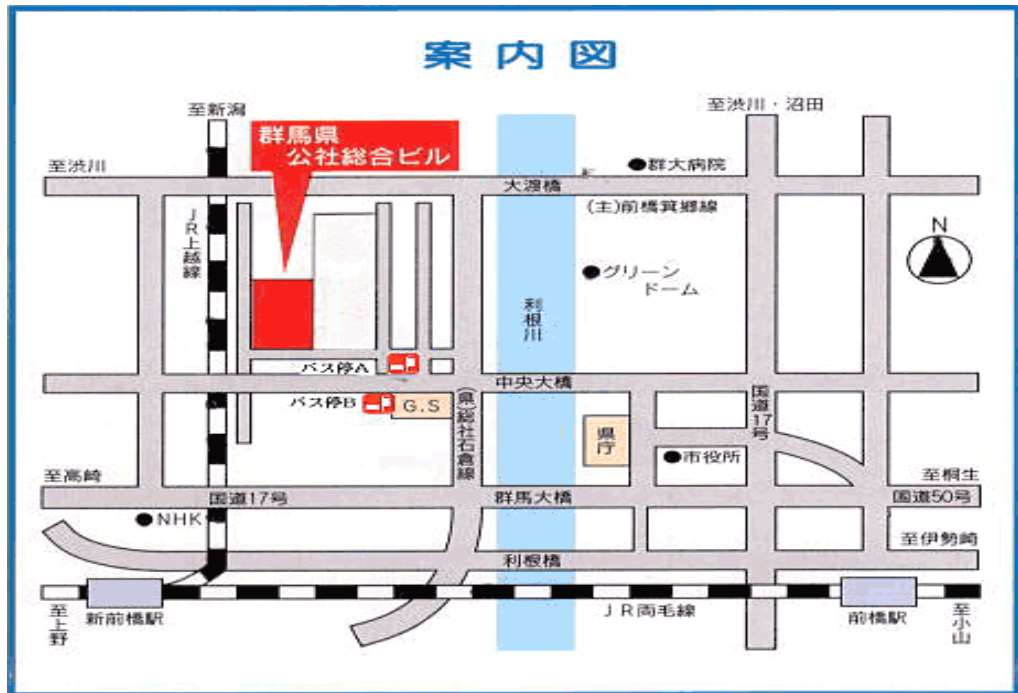 案内図
至新潟
至渋川・沼田
群馬県
公社総合ビル
至渋川
●群大病院
大渡橋
(主)前橋箕郷線
JR上越線
N
●グリーン
ドーム
利根川
バス停A
中央大橋
国道17号
バス停B
G.S
(県)総社石倉線
県庁
●市役所
至高崎
至桐生
国道17号
群馬大橋
国道50号
●NHK
至伊勢崎
利根橋
至上野
新前橋駅
JR両毛線
前橋駅
至小山